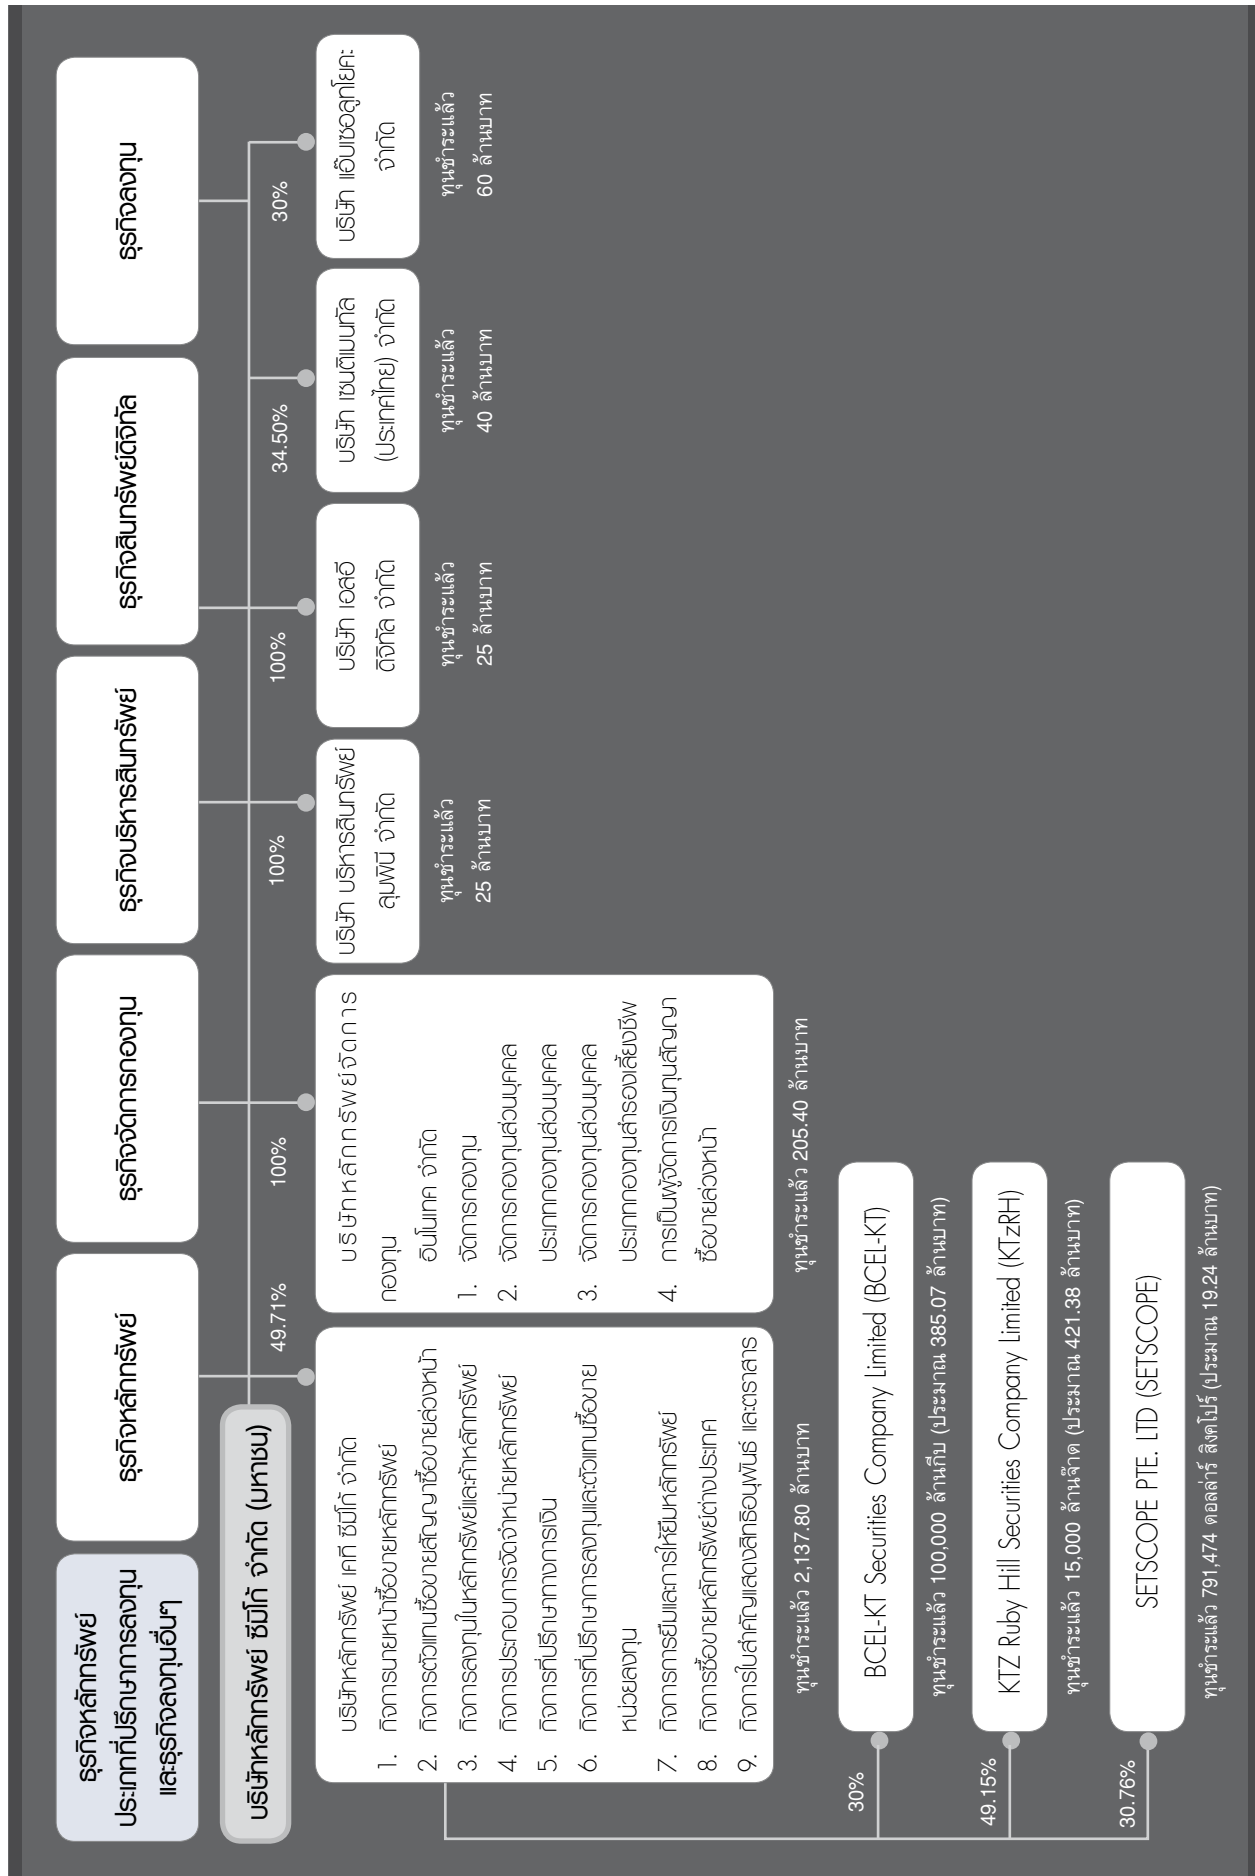 ธุรกิจหลักทรัพย์
ประเภทที่ปรึกษาการลงทุน
และธุรกิจลงทุนอื่นๆ
ธุรกิจหลักทรัพย์
ธุรกิจจัดการกองทุน
ธุรกิจบริหารสินทรัพย์
ธุรกิจสินทรัพย์ดิจิทัล
ธุรกิจลงทุน
บริษัทหลักทรัพย์ ซีมิโก้ จำกัด (มหาชน)
49.71%
100%
100%
100%
34.50%
30%
บริษัทหลักทรัพย์ เคที ซีมิโก้ จำกัด
1. กิจการนายหน้าซื้อขายหลักทรัพย์
2. กิจการตัวแทนซื้อขายสัญญาซื้อขายล่วงหน้า
3. กิจการลงทุนในหลักทรัพย์และค้าหลักทรัพย์
4. กิจการประกอบการจัดจำหน่ายหลักทรัพย์
5. กิจการที่ปรึกษาทางการเงิน
6. กิจการที่ปรึกษาการลงทุนและตัวแทนซื้อขาย
หน่วยลงทุน
7. กิจการการยืมและการให้ยืมหลักทรัพย์
8. กิจการซื้อขายหลักทรัพย์ต่างประเทศ
9. กิจการใบสำคัญแสดงสิทธิอนุพันธ์ และตราสาร
ทุนชำระแล้ว 2,137.80 ล้านบาท
บริษัทหลักทรัพย์จัดการ
กองทุน
อินโนเทค จำกัด
1. จัดการกองทุน
2. จัดการกองทุนส่วนบุคคล
ประเภทกองทุนส่วนบุคคล
3. จัดการกองทุนส่วนบุคคล
ประเภทกองทุนสำรองเลี้ยงชีพ
4. การเป็นผู้จัดการเงินทุนสัญญา
ซื้อขายล่วงหน้า
ทุนชำระแล้ว 205.40 ล้านบาท
บริษัท บริหารสินทรัพย์
ลุมพินี จำกัด
ทุนชำระแล้ว
25 ล้านบาท
บริษัท เอสอี
ดิจิทัล จำกัด
ทุนชำระแล้ว
25 ล้านบาท
บริษัท เซนติเมนทัล
(ประเทศไทย) จำกัด
ทุนชำระแล้ว
40 ล้านบาท
บริษัท แอ๊บเซอลูทโยคะ
จำกัด
ทุนชำระแล้ว
60 ล้านบาท
30%
BCEL-KT Securities Company Limited (BCEL-KT)
ทุนชำระแล้ว 100,000 ล้านกีบ (ประมาณ 385.07 ล้านบาท)
49.15%
KTZ Ruby Hill Securities Company Limited (KTzRH)
ทุนชำระแล้ว 15,000 ล้านจ๊าด (ประมาณ 421.38 ล้านบาท)
30.76%
SETSCOPE PTE. LTD (SETSCOPE)
ทุนชำระแล้ว 791,474 ดอลล่าร์ สิงคโปร์ (ประมาณ 19.24 ล้านบาท)